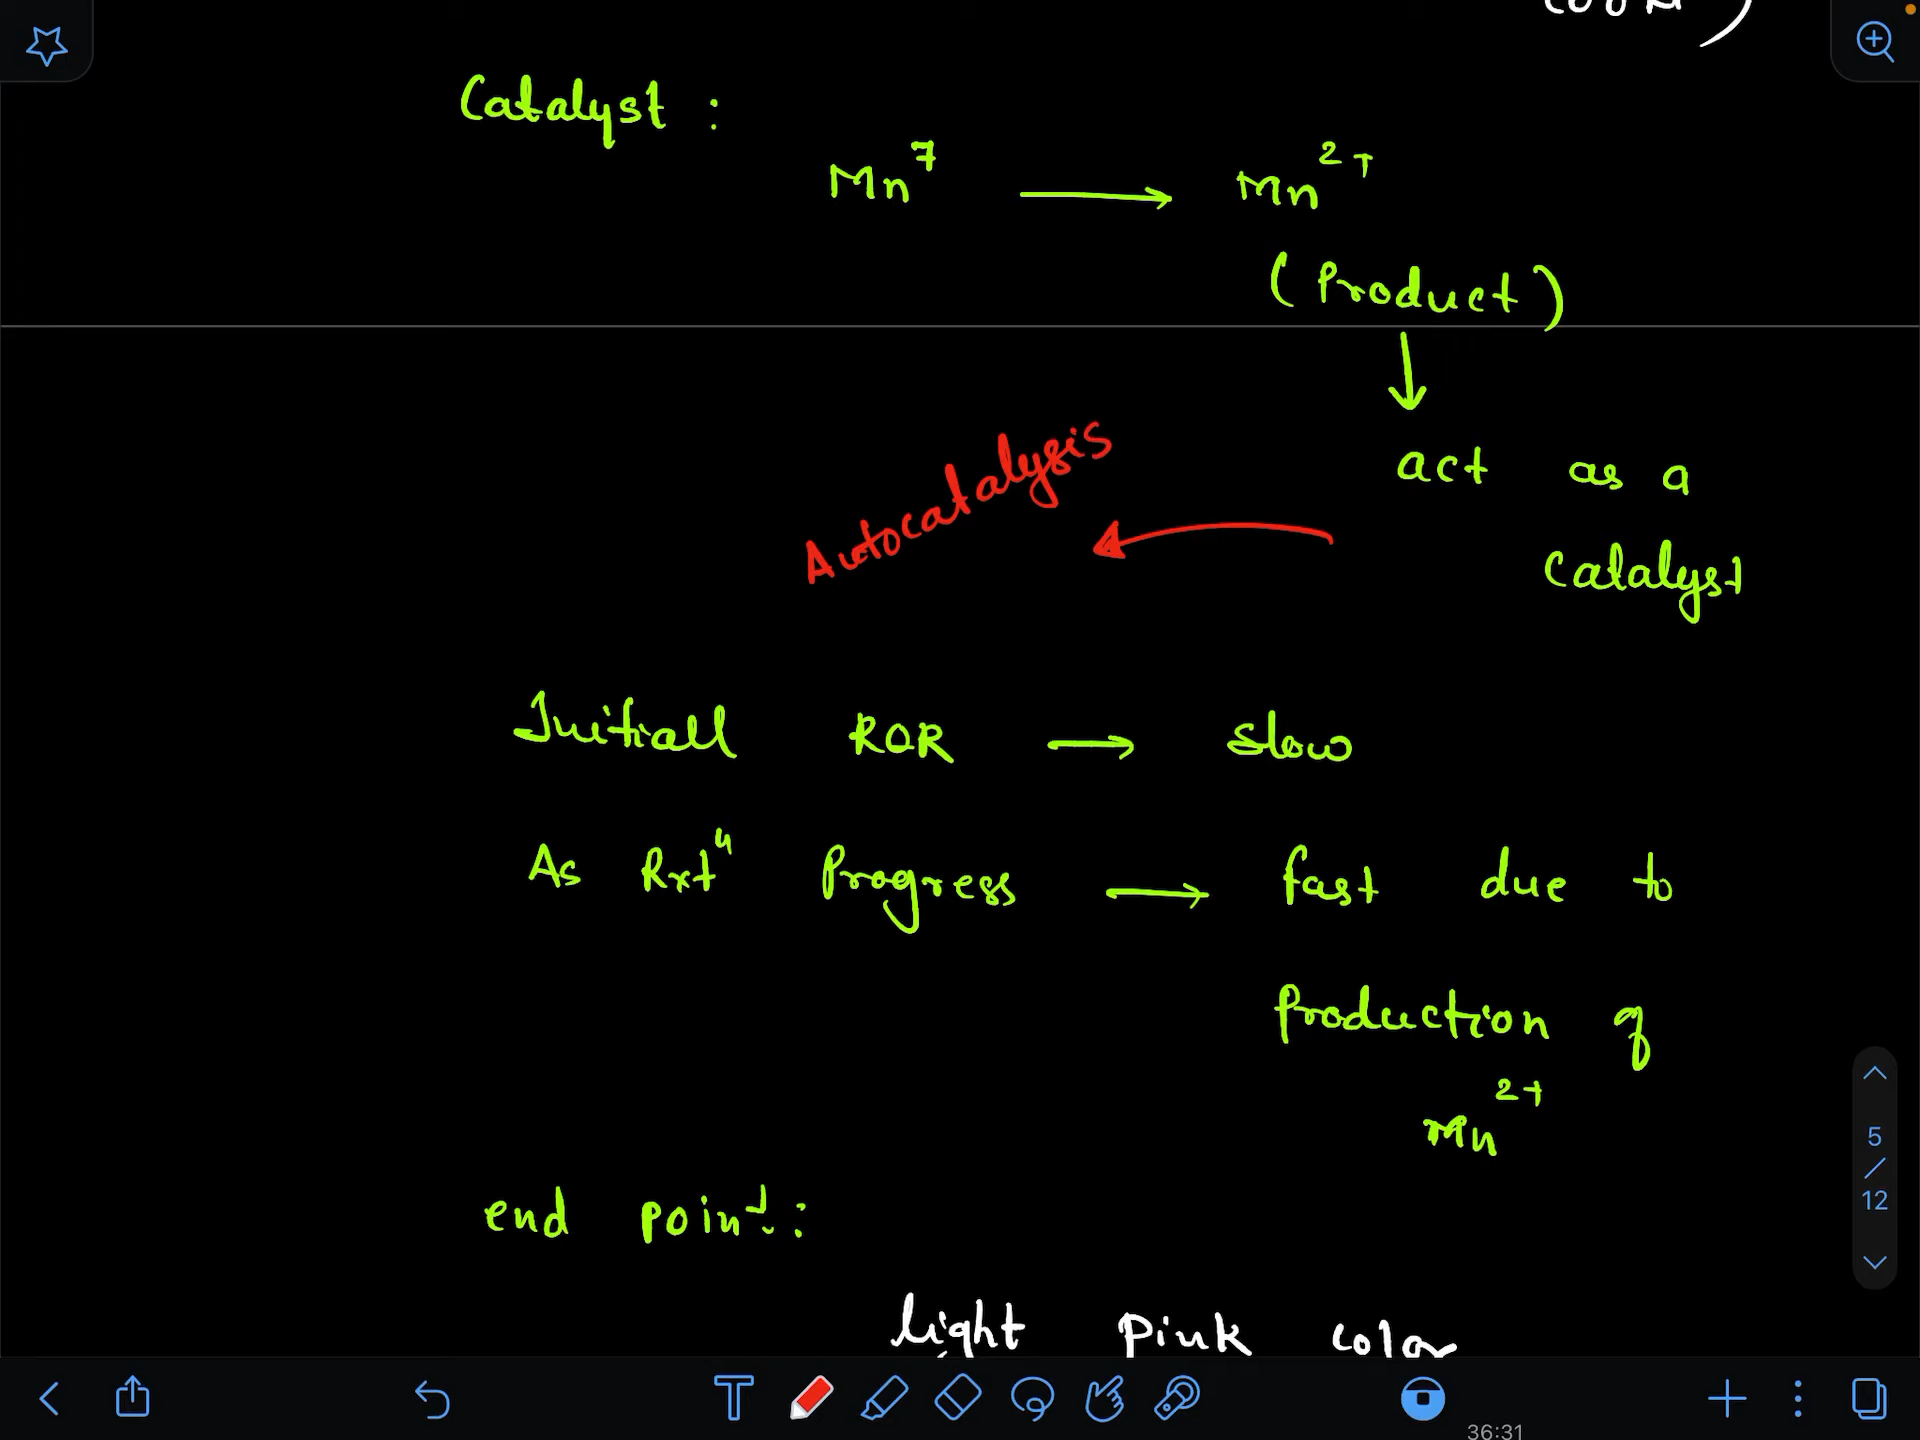 Catalyst :
Mn⁷ → Mn²⁺
(Product)
↓
act as a
Autocatalysis ←
Catalyst
Initiall ROR → slow
As Rxtⁿ Progress → fast due to
Production of
Mn²⁺
end point :
light pink color
T
5
/
12
36:31